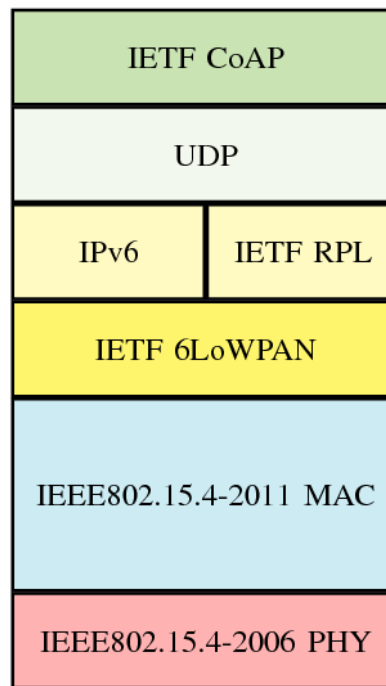 IETF CoAP
UDP
IPv6
IETF RPL
IETF 6LoWPAN
IEEE802.15.4-2011 MAC
IEEE802.15.4-2006 PHY